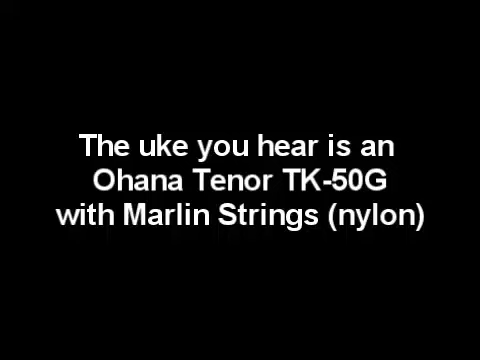 The uke you hear is an
Ohana Tenor TK-50G
with Marlin Strings (nylon)